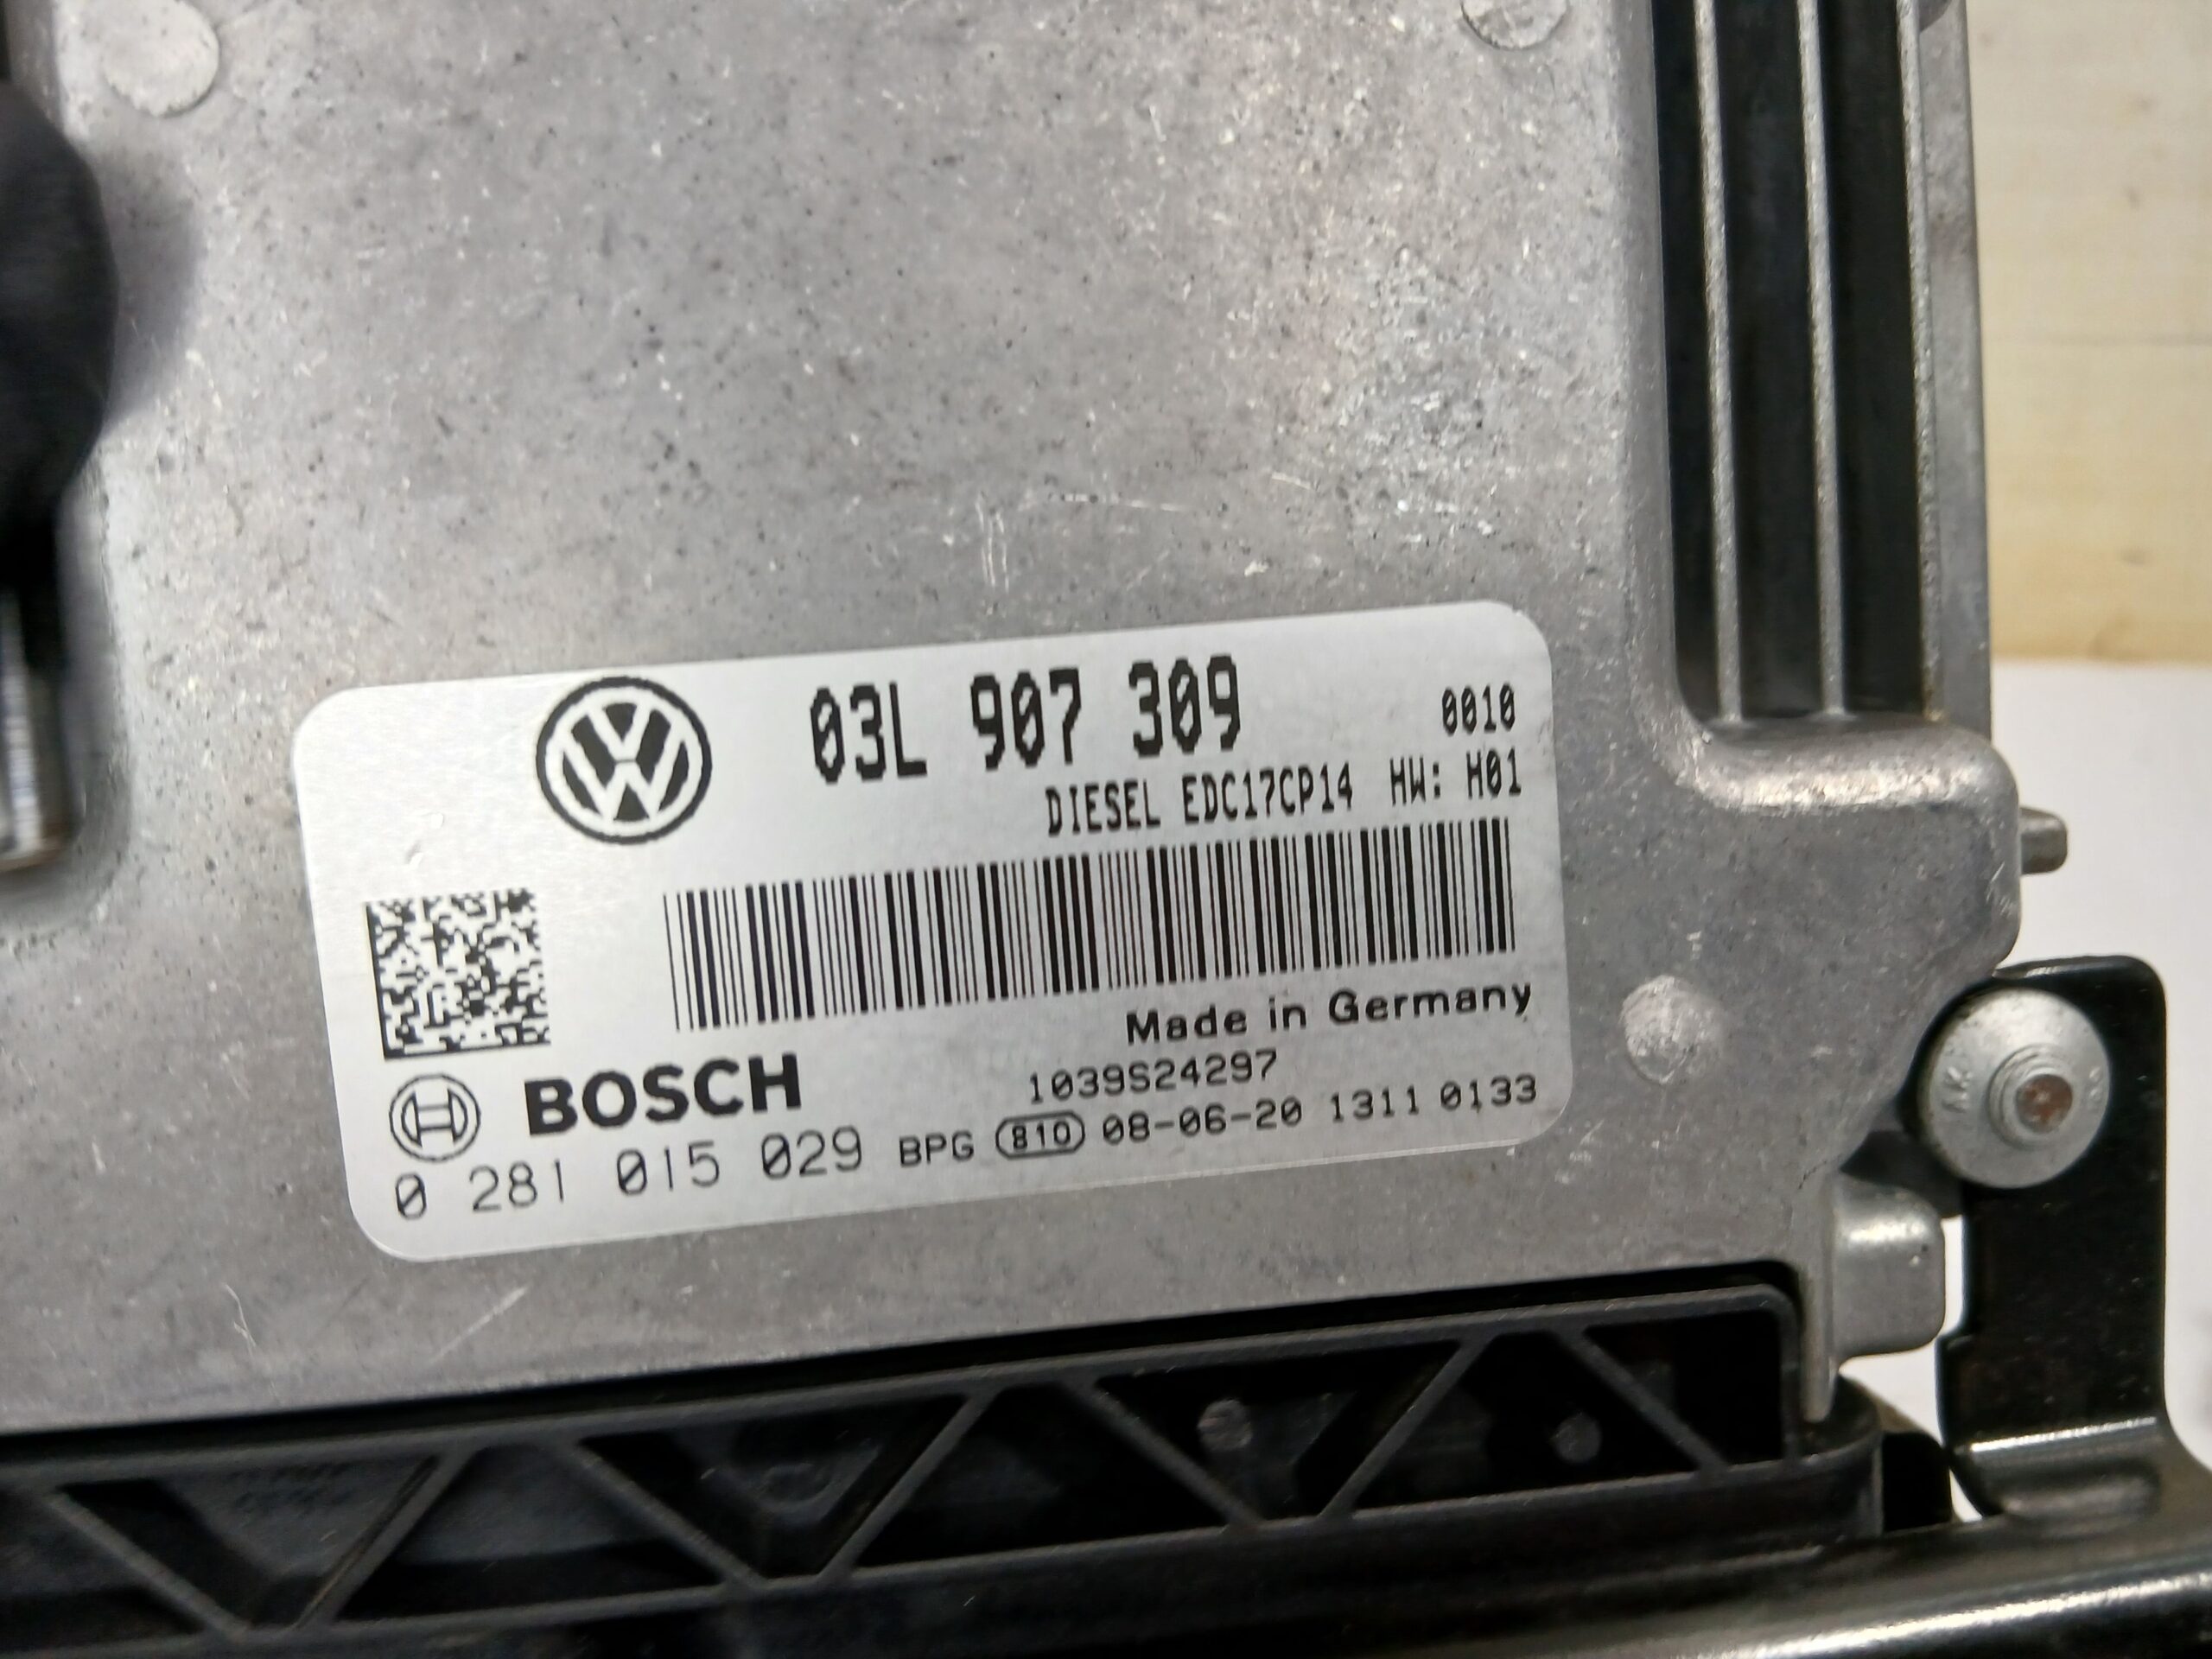 03L 907 309
0010
DIESEL EDC17CP14 HW: H01
Made in Germany
BOSCH
1039S24297
0 281 015 029 BPG 810 08-06-20 1311 0133